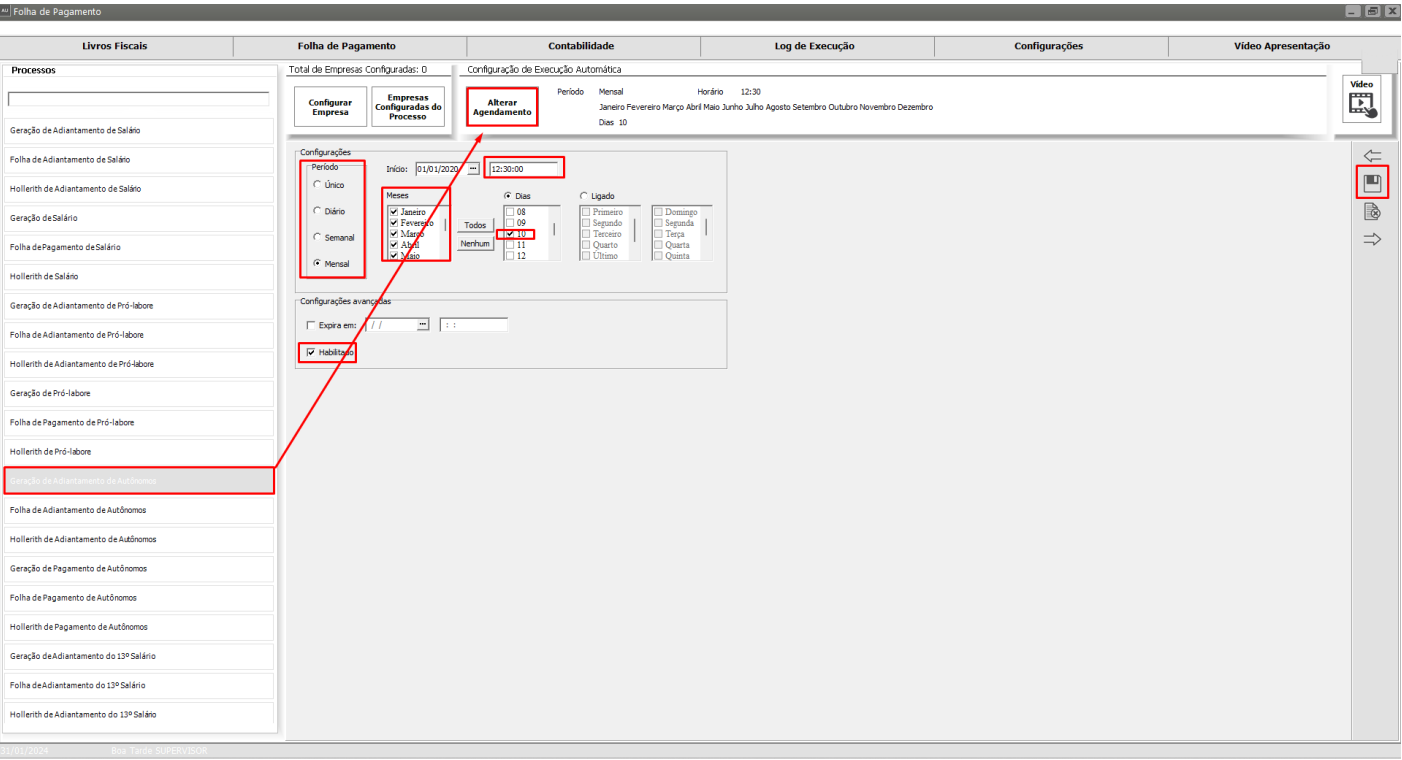 AU Folha de Pagamento
Livros Fiscais
Folha de Pagamento
Contabilidade
Log de Execução
Configurações
Vídeo Apresentação
Processos
Geração de Adiantamento de Salário
Folha de Adiantamento de Salário
Hollerith de Adiantamento de Salário
Geração de Salário
Folha de Pagamento de Salário
Hollerith de Salário
Geração de Adiantamento de Pró-labore
Folha de Adiantamento de Pró-labore
Hollerith de Adiantamento de Pró-labore
Geração de Pró-labore
Folha de Pagamento de Pró-labore
Hollerith de Pró-labore
Geração de Adiantamento de Autônomos
Folha de Adiantamento de Autônomos
Hollerith de Adiantamento de Autônomos
Geração de Pagamento de Autônomos
Folha de Pagamento de Autônomos
Hollerith de Pagamento de Autônomos
Geração de Adiantamento do 13º Salário
Folha de Adiantamento do 13º Salário
Hollerith de Adiantamento do 13º Salário
Total de Empresas Configuradas: 0
Configurar
Empresa
Empresas
Configuradas do
Processo
Configuração de Execução Automática
Alterar
Agendamento
Período Mensal Horário 12:30
Janeiro Fevereiro Março Abril Maio Junho Julho Agosto Setembro Outubro Novembro Dezembro
Dias 10
Vídeo
Configurações
Período
Único
Diário
Semanal
Mensal
Início: 01/01/2020 ... 12:30:00
Meses
Janeiro
Fevereiro
Março
Abril
Maio
Todos
Nenhum
Dias
08
09
10
11
12
Ligado
Primeiro
Segundo
Terceiro
Quarto
Último
Domingo
Segunda
Terça
Quarta
Quinta
Configurações avançadas
Expira em: / / ... : :
Habilitado
31/01/2024 Boa Tarde SUPERVISOR